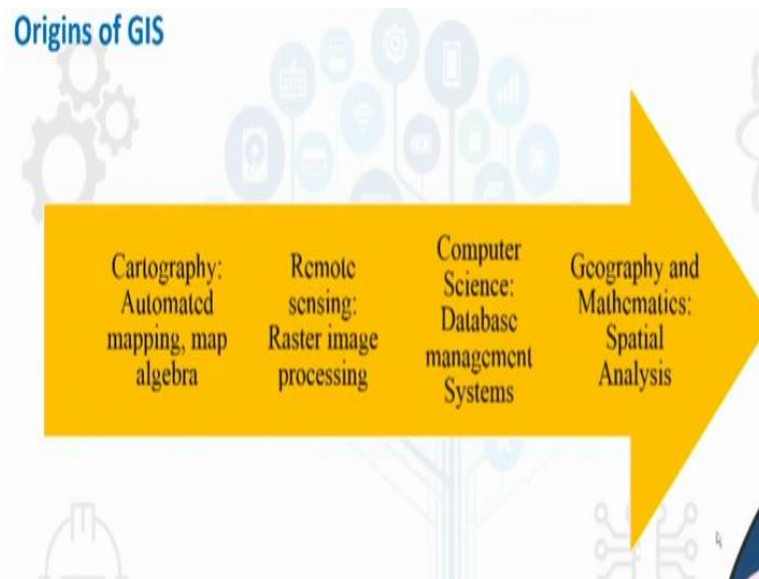 Origins of GIS
Cartography:
Automated
mapping, map
algebra
Remote
sensing:
Raster image
processing
Computer
Science:
Database
management
Systems
Geography and
Mathematics:
Spatial
Analysis